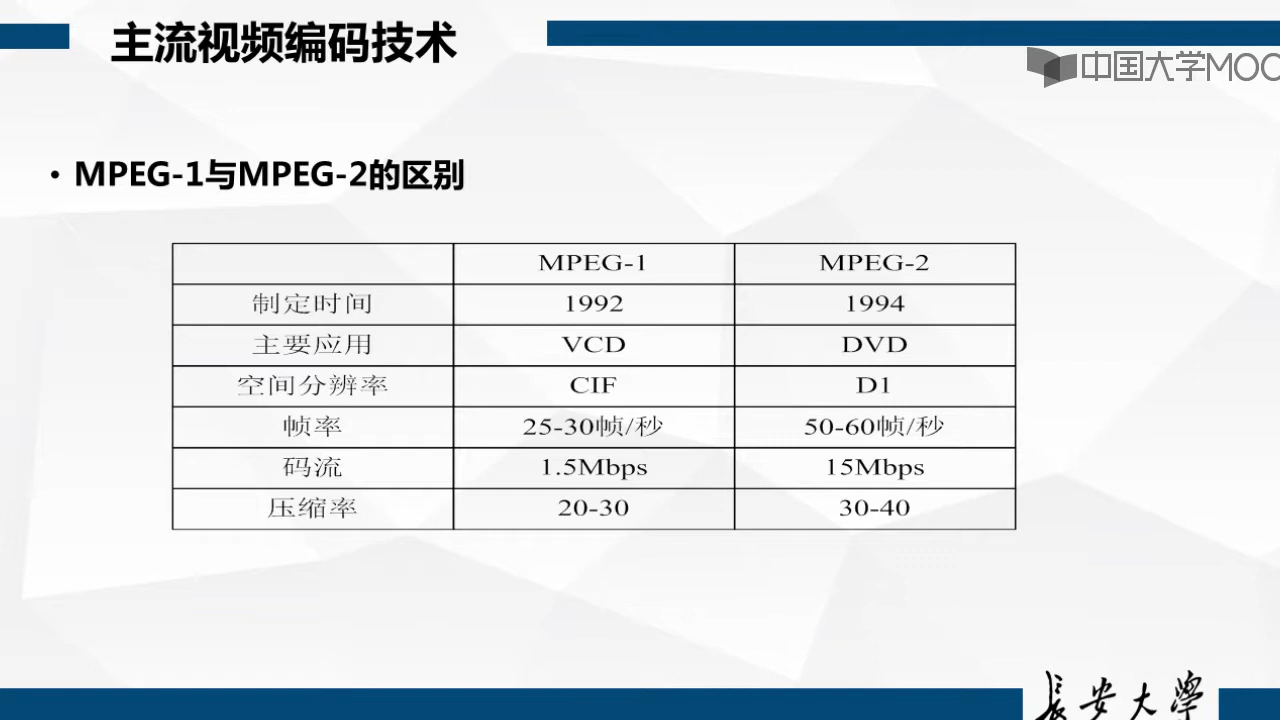 主流视频编码技术
中国大学MOO
• MPEG-1与MPEG-2的区别
MPEG-1 MPEG-2
制定时间 1992 1994
主要应用 VCD DVD
空间分辨率 CIF D1
帧率 25-30帧/秒 50-60帧/秒
码流 1.5Mbps 15Mbps
压缩率 20-30 30-40
長安大學